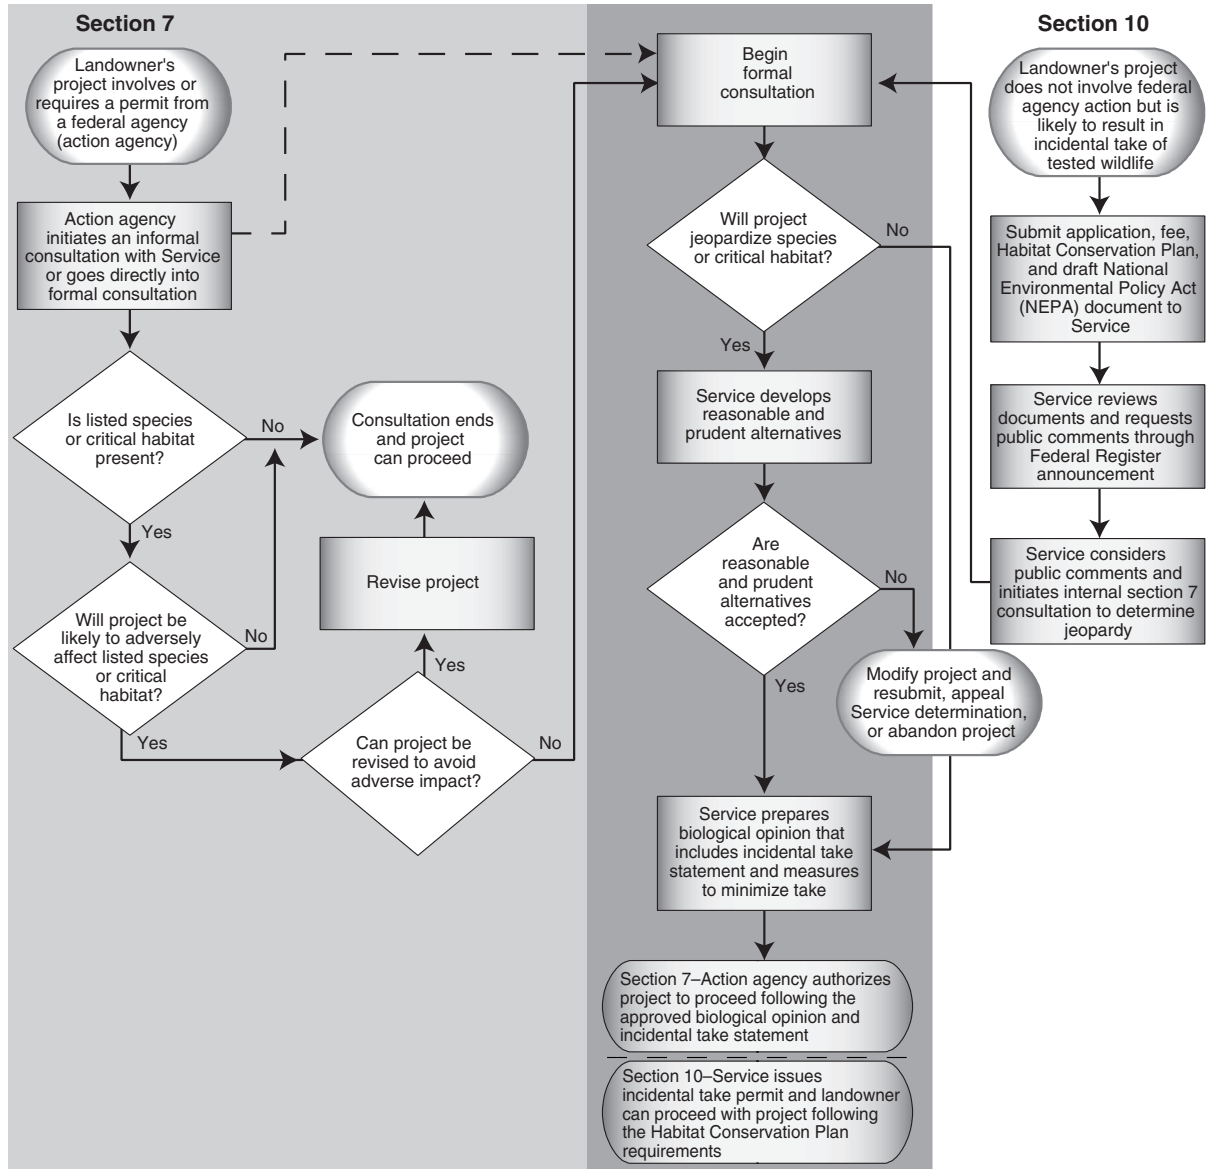 Section 7
Landowner's
project involves or
requires a permit from
a federal agency
(action agency)
Action agency
initiates an informal
consultation with Service
or goes directly into
formal consultation
Is listed species
or critical habitat
present?
No
Yes
Consultation ends
and project
can proceed
Revise project
Will project be
likely to adversely
affect listed species
or critical
habitat?
No
Yes
Yes
Can project be
revised to avoid
adverse impact?
No
Begin
formal
consultation
Will project
jeopardize species
or critical habitat?
No
Yes
Service develops
reasonable and
prudent alternatives
Are
reasonable
and prudent
alternatives
accepted?
No
Yes
Modify project and
resubmit, appeal
Service determination,
or abandon project
Service prepares
biological opinion that
includes incidental take
statement and measures
to minimize take
Section 7–Action agency authorizes
project to proceed following the
approved biological opinion and
incidental take statement
Section 10–Service issues
incidental take permit and landowner
can proceed with project following
the Habitat Conservation Plan
requirements
Section 10
Landowner's project
does not involve federal
agency action but is
likely to result in
incidental take of
tested wildlife
Submit application, fee,
Habitat Conservation Plan,
and draft National
Environmental Policy Act
(NEPA) document to
Service
Service reviews
documents and requests
public comments through
Federal Register
announcement
Service considers
public comments and
initiates internal section 7
consultation to determine
jeopardy